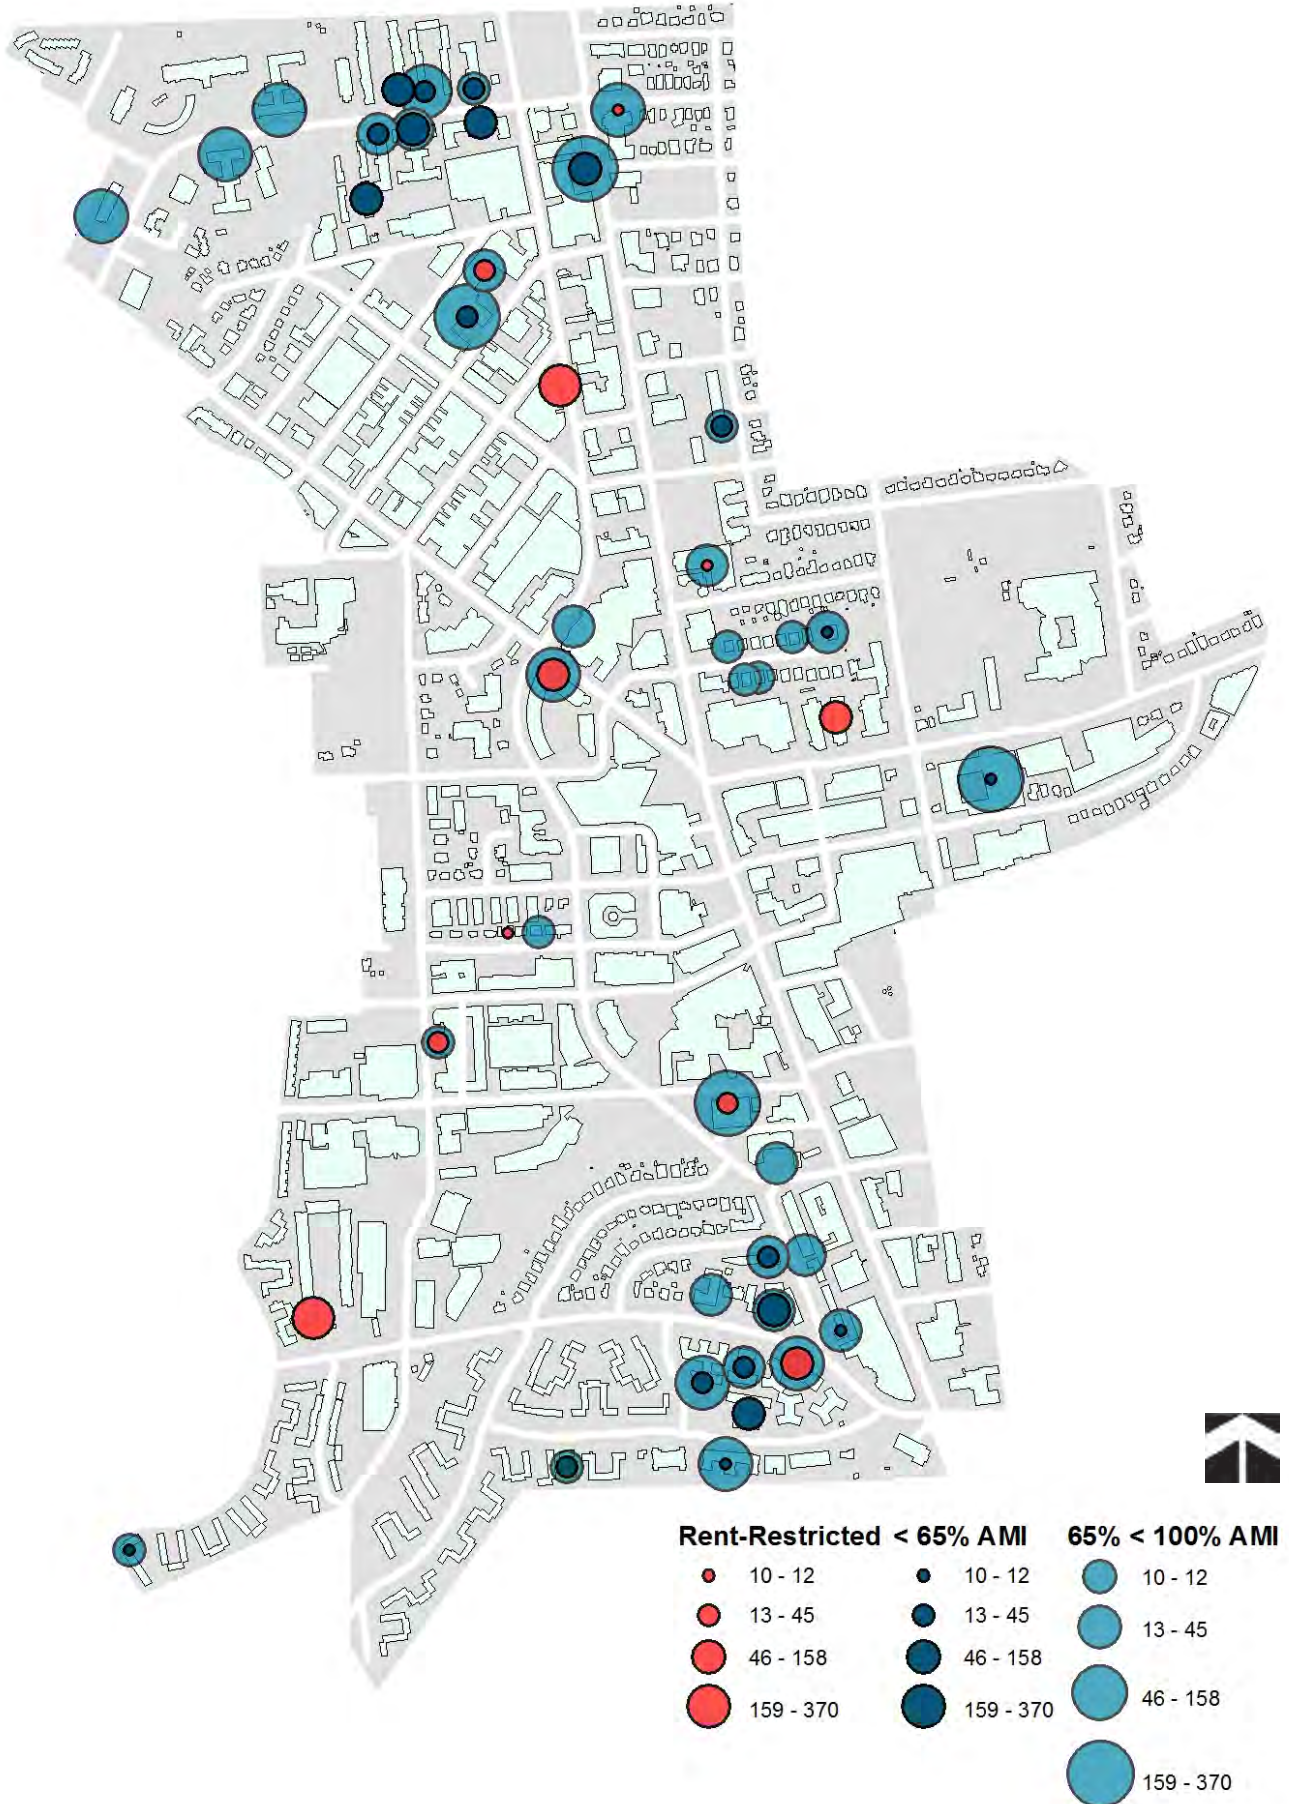 Rent-Restricted < 65% AMI 65% < 100% AMI
10 - 12 10 - 12 10 - 12
13 - 45 13 - 45 13 - 45
46 - 158 46 - 158 46 - 158
159 - 370 159 - 370 159 - 370